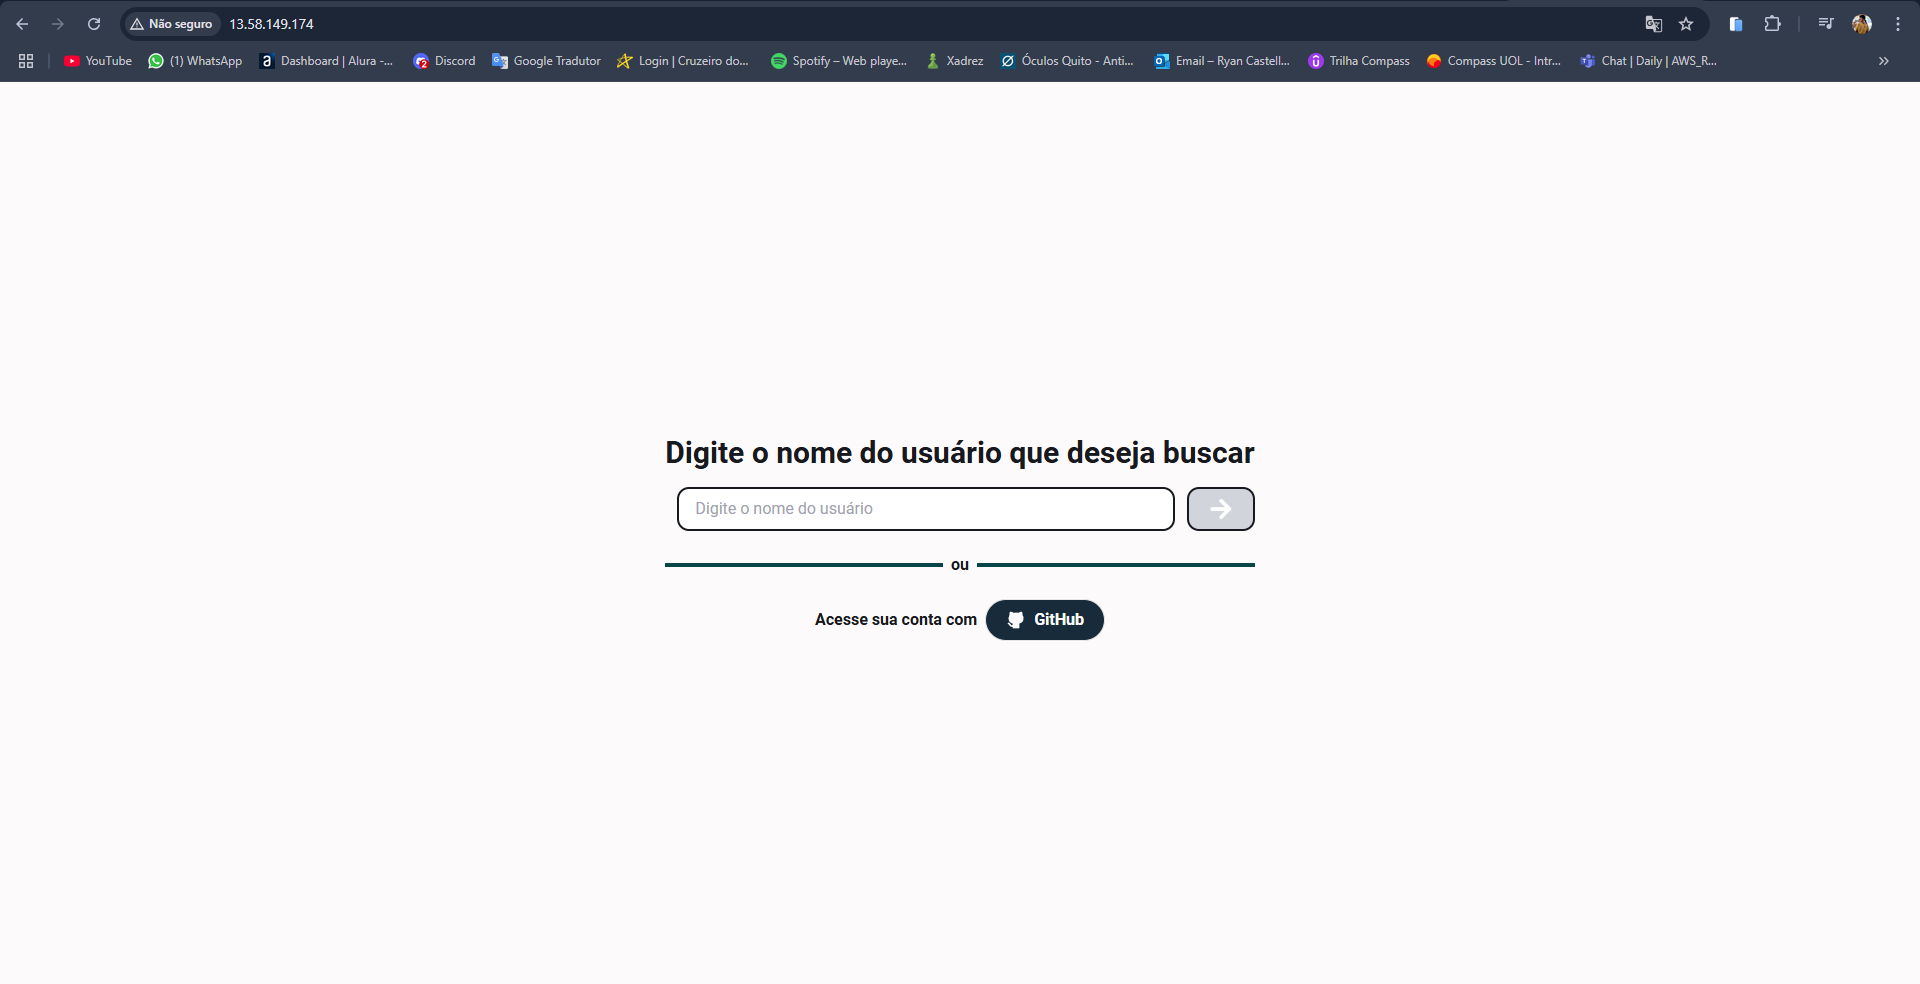 Não seguro 13.58.149.174
YouTube (1) WhatsApp Dashboard | Alura -... Discord Google Tradutor Login | Cruzeiro do... Spotify – Web playe... Xadrez Óculos Quito - Anti... Email – Ryan Castell... Trilha Compass Compass UOL - Intr... Chat | Daily | AWS_R...
Digite o nome do usuário que deseja buscar
Digite o nome do usuário
ou
Acesse sua conta com GitHub